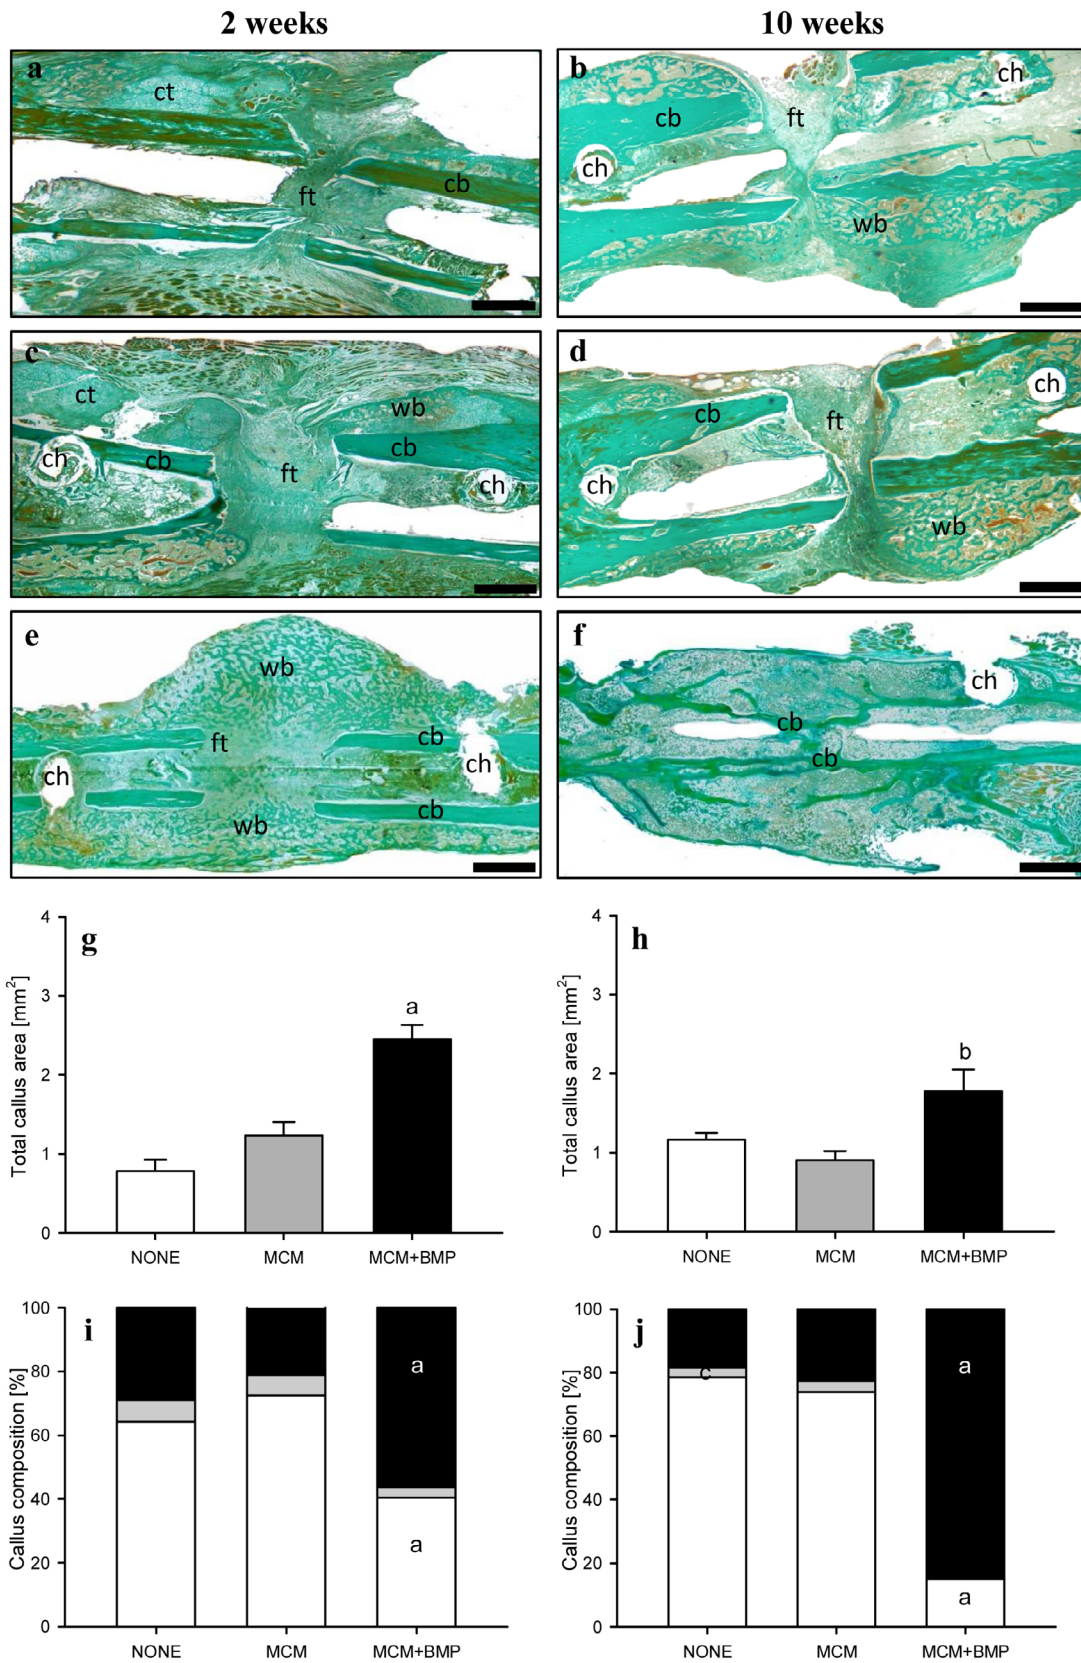 2 weeks
10 weeks
a
ct
ft
cb
b
cb
ft
ch
ch
wb
c
ct
wb
ch
cb
cb
ft
ch
d
cb
ft
ch
ch
wb
e
wb
ft
cb
ch
ch
wb
cb
f
ch
cb
cb
g
Total callus area [mm²]
4
3
2
1
0
a
NONE
MCM
MCM+BMP
h
Total callus area [mm²]
4
3
2
1
0
b
NONE
MCM
MCM+BMP
i
Callus composition [%]
100
80
60
40
20
0
a
a
NONE
MCM
MCM+BMP
j
Callus composition [%]
100
80
60
40
20
0
c
a
a
NONE
MCM
MCM+BMP